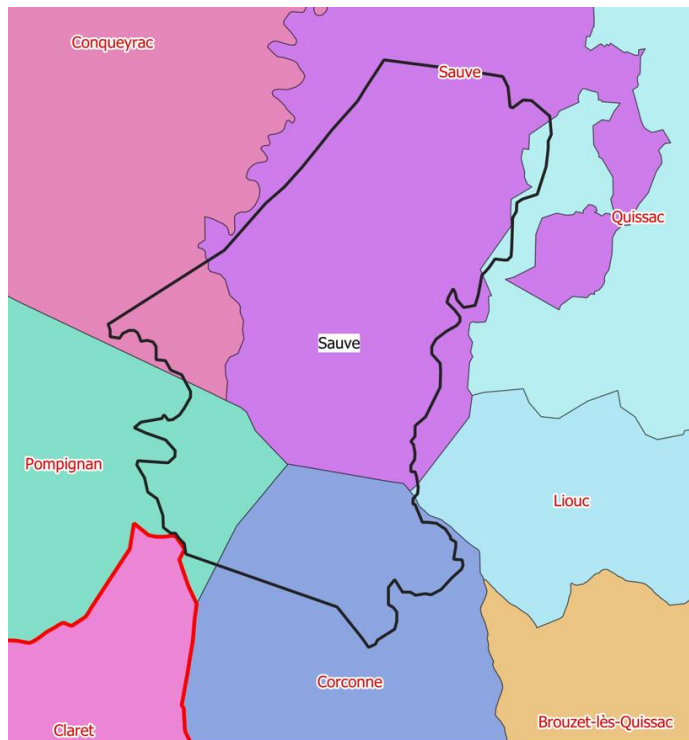 Conqueyrac
Sauve
Quissac
Sauve
Pompignan
Liouc
Corconne
Brouzet-lès-Quissac
Claret